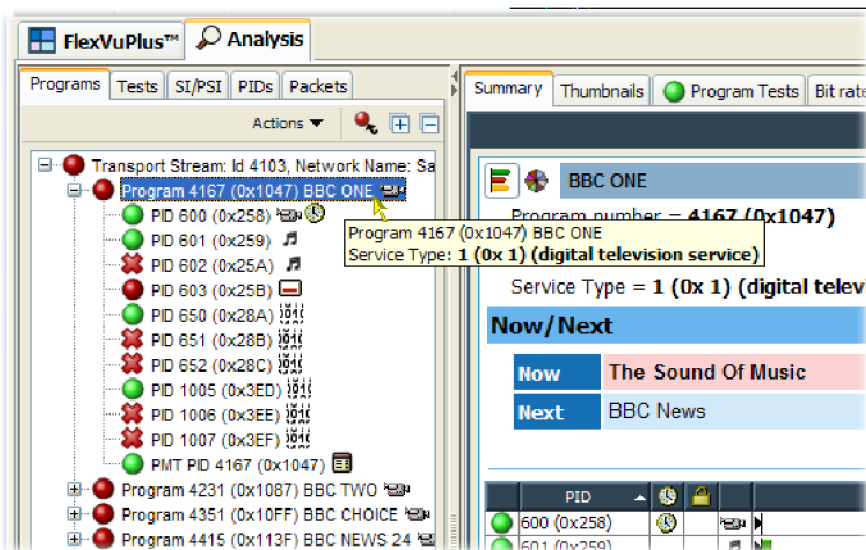 FlexVuPlus™ Analysis
Programs Tests SI/PSI PIDs Packets
Actions
Transport Stream: Id 4103, Network Name: Sa
Program 4167 (0x1047) BBC ONE
PID 600 (0x258)
PID 601 (0x259)
PID 602 (0x25A)
PID 603 (0x25B)
PID 650 (0x28A)
PID 651 (0x28B)
PID 652 (0x28C)
PID 1005 (0x3ED)
PID 1006 (0x3EE)
PID 1007 (0x3EF)
PMT PID 4167 (0x1047)
Program 4231 (0x1087) BBC TWO
Program 4351 (0x10FF) BBC CHOICE
Program 4415 (0x113F) BBC NEWS 24
Program 4167 (0x1047) BBC ONE
Service Type: 1 (0x 1) (digital television service)
Summary Thumbnails Program Tests Bit rate
BBC ONE
Program number = 4167 (0x1047)
Service Type = 1 (0x 1) (digital telev
Now/Next
Now The Sound Of Music
Next BBC News
PID
600 (0x258)
601 (0x259)